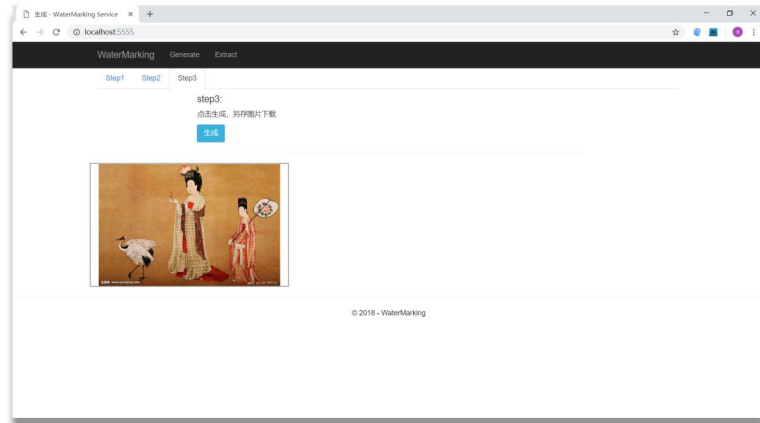 生成 - WaterMarking Service
localhost:5555
WaterMarking Generate Extract
Step1 Step2 Step3
step3:
点击生成，另存图片下载
生成
© 2018 - WaterMarking